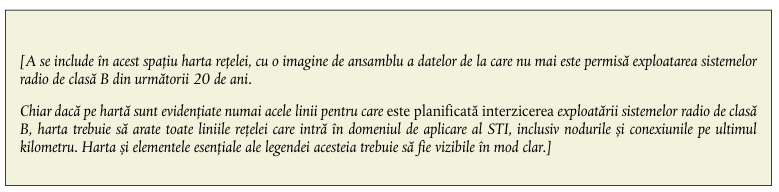 [A se include în acest spațiu harta rețelei, cu o imagine de ansamblu a datelor de la care nu mai este permisă exploatarea sistemelor
radio de clasă B din următorii 20 de ani.
Chiar dacă pe hartă sunt evidențiate numai acele linii pentru care este planificată interzicerea exploatării sistemelor radio de clasă
B, harta trebuie să arate toate liniile rețelei care intră în domeniul de aplicare al STI, inclusiv nodurile și conexiunile pe ultimul
kilometru. Harta și elementele esențiale ale legendei acesteia trebuie să fie vizibile în mod clar.]